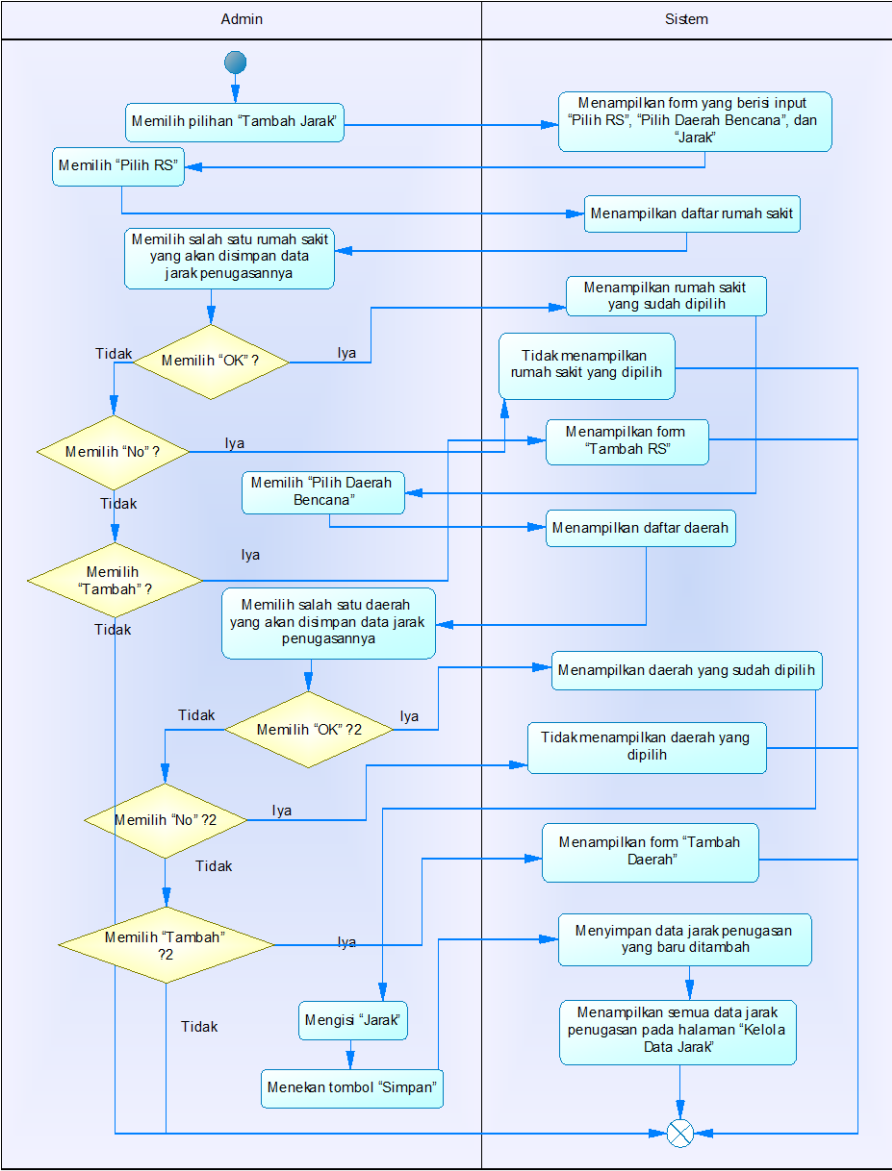 Admin
Sistem
Memilih pilihan “Tambah Jarak”
Menampilkan form yang berisi input
“Pilih RS”, “Pilih Daerah Bencana”, dan
“Jarak”
Memilih “Pilih RS”
Menampilkan daftar rumah sakit
Memilih salah satu rumah sakit
yang akan disimpan data
jarak penugasannya
Menampilkan rumah sakit
yang sudah dipilih
Tidak
Memilih “OK” ?
Iya
Tidak menampilkan
rumah sakit yang dipilih
Memilih “No” ?
Iya
Menampilkan form
“Tambah RS”
Tidak
Memilih “Pilih Daerah
Bencana”
Menampilkan daftar daerah
Iya
Memilih
“Tambah” ?
Tidak
Memilih salah satu daerah
yang akan disimpan data jarak
penugasannya
Menampilkan daerah yang sudah dipilih
Tidak
Memilih “OK” ?2
Iya
Tidak menampilkan daerah yang
dipilih
Memilih “No” ?2
Iya
Tidak
Menampilkan form “Tambah
Daerah”
Memilih “Tambah”
?2
Iya
Menyimpan data jarak penugasan
yang baru ditambah
Tidak
Mengisi “Jarak”
Menampilkan semua data jarak
penugasan pada halaman “Kelola
Data Jarak”
Menekan tombol “Simpan”